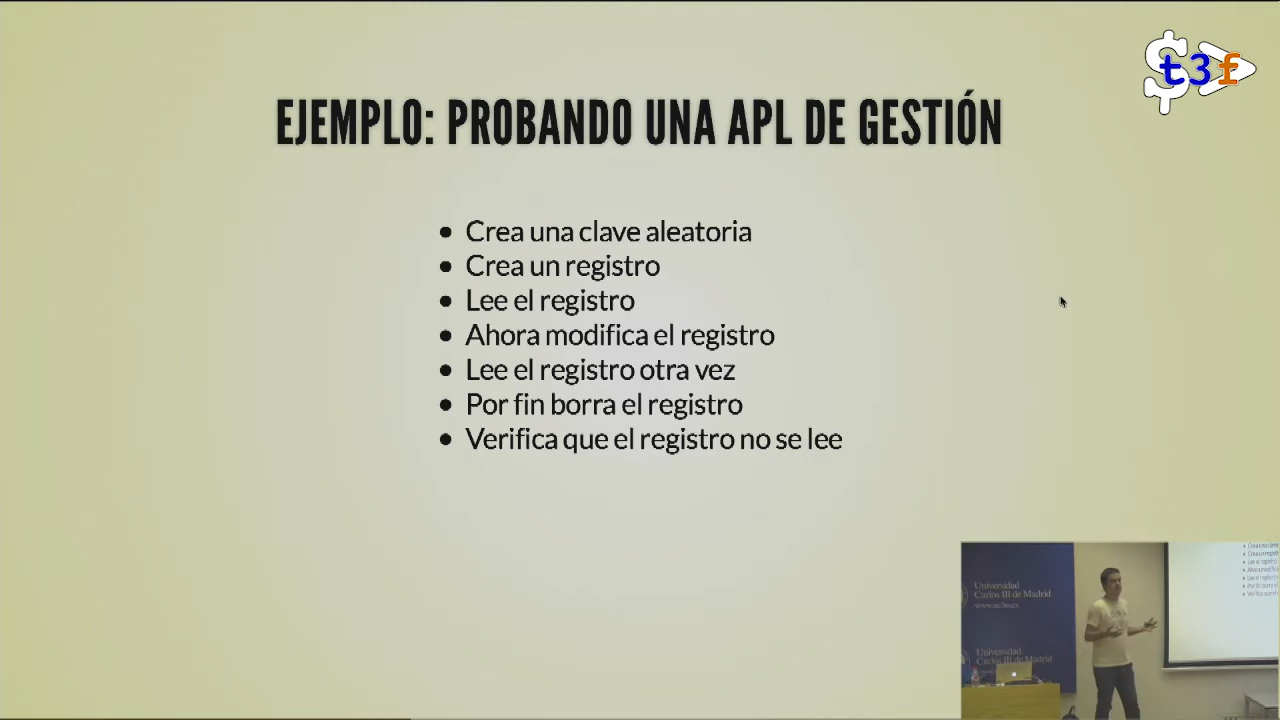 $t3f
EJEMPLO: PROBANDO UNA APL DE GESTIÓN
• Crea una clave aleatoria
• Crea un registro
• Lee el registro
• Ahora modifica el registro
• Lee el registro otra vez
• Por fin borra el registro
• Verifica que el registro no se lee
Universidad
Carlos III de Madrid
www.uc3m.es
Universidad
Carlos III de Madrid